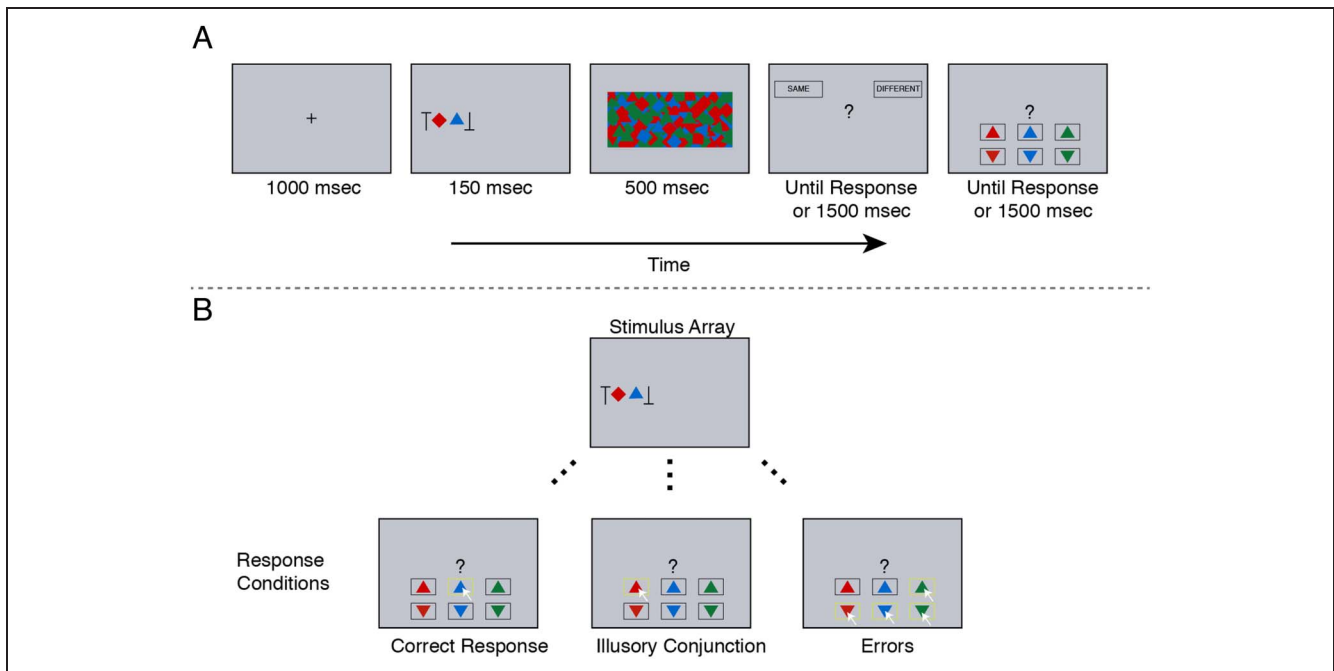 A
+
T ⊥
SAME DIFFERENT
?
?
1000 msec
150 msec
500 msec
Until Response
or 1500 msec
Until Response
or 1500 msec
Time
B
Stimulus Array
T ⊥
Response
Conditions
?
?
?
Correct Response
Illusory Conjunction
Errors